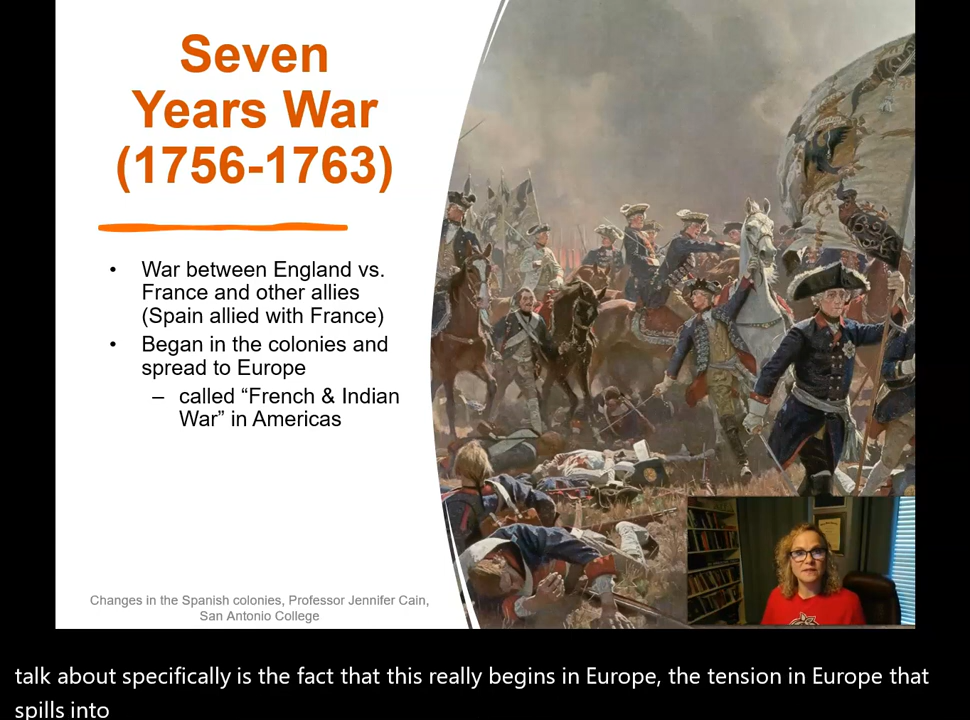 Seven
Years War
(1756-1763)
• War between England vs.
France and other allies
(Spain allied with France)
• Began in the colonies and
spread to Europe
– called “French & Indian
War” in Americas
Changes in the Spanish colonies, Professor Jennifer Cain,
San Antonio College
talk about specifically is the fact that this really begins in Europe, the tension in Europe that
spills into